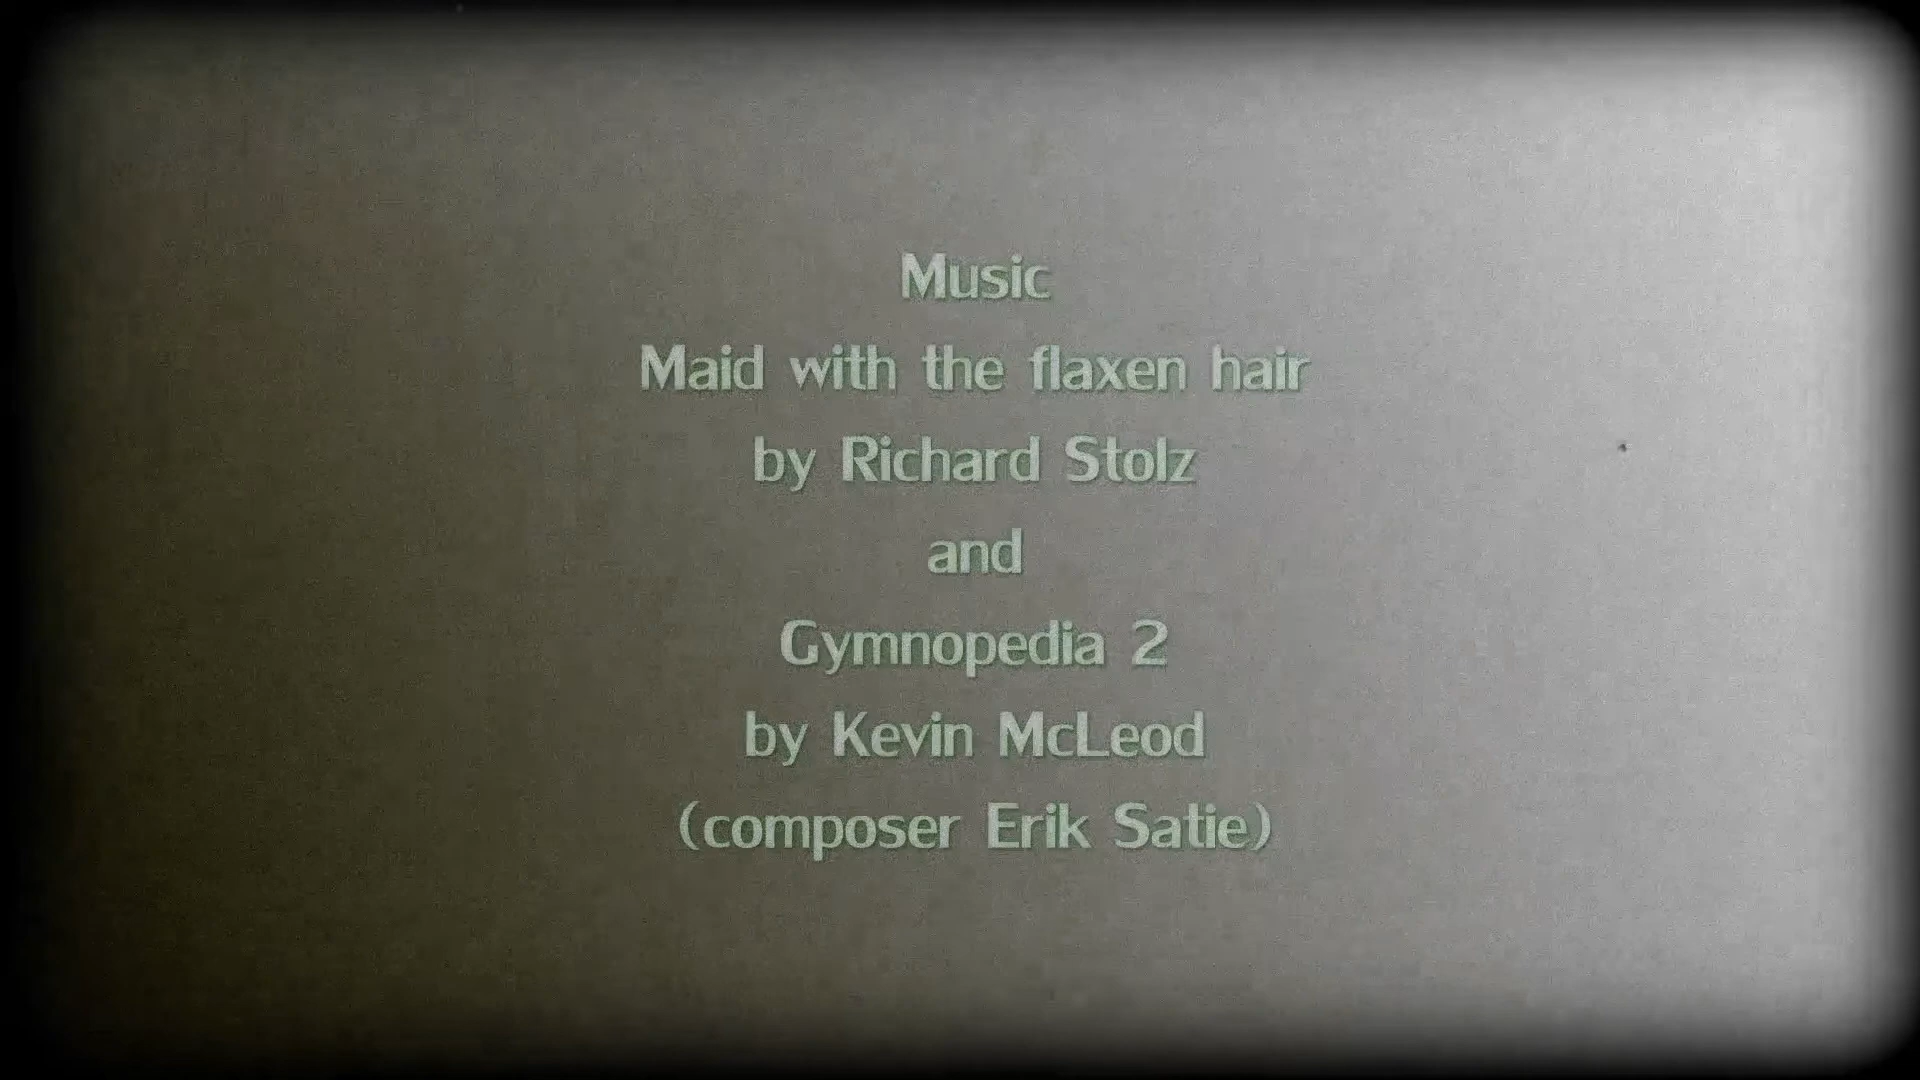 Music
Maid with the flaxen hair
by Richard Stolz
and
Gymnopedia 2
by Kevin McLeod
(composer Erik Satie)